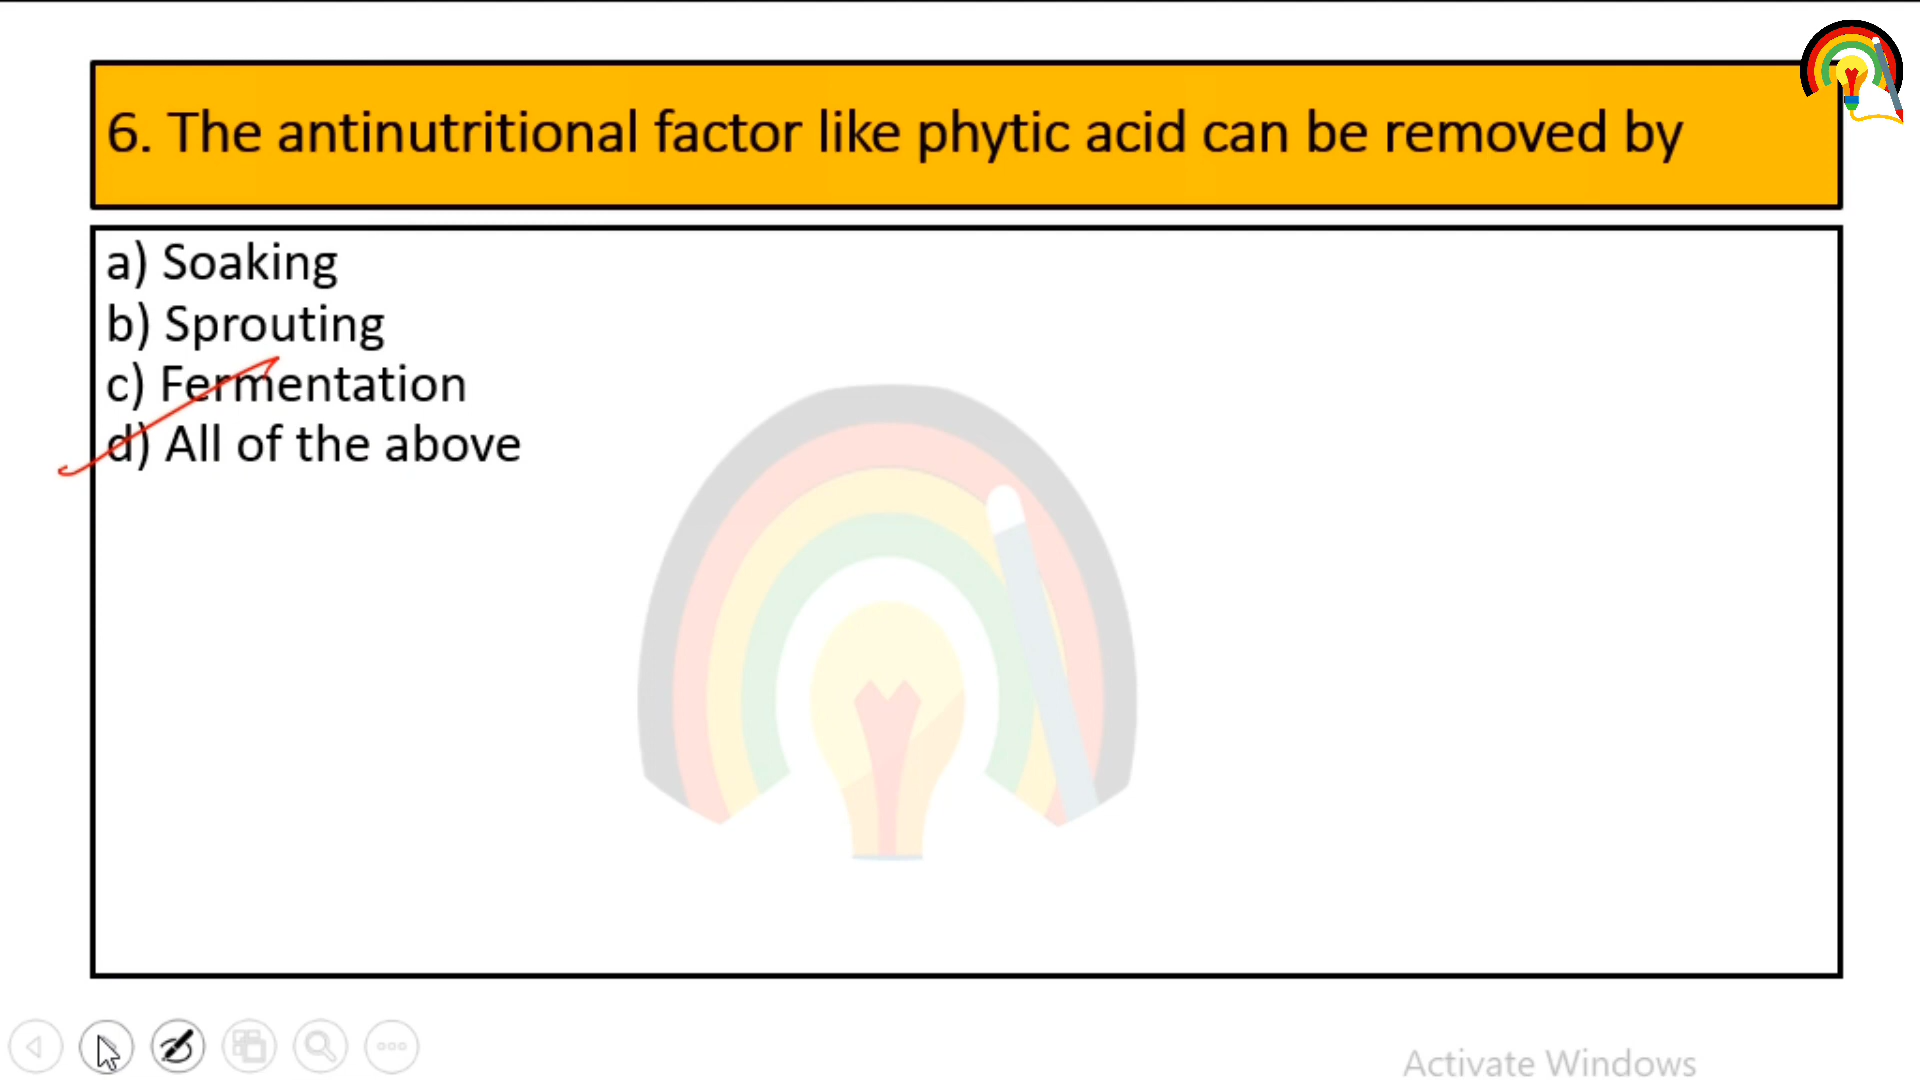 6. The antinutritional factor like phytic acid can be removed by
a) Soaking
b) Sprouting
c) Fermentation
d) All of the above
Activate Windows